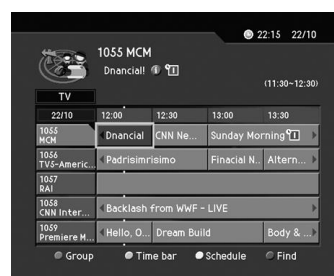 22:15 22/10
1055 MCM
Dnancial!
(11:30~12:30)
TV
22/10 12:00 12:30 13:00 13:30
1055 MCM Dnancial CNN Ne... Sunday Morning
1056 TV5-Americ... Padrisimrisimo Finacial N.. Altern...
1057 RAI
1058 CNN Inter... Backlash from WWF - LIVE
1059 Premiere M... Hello, O... Dream Build Body & ...
Group Time bar Schedule Find